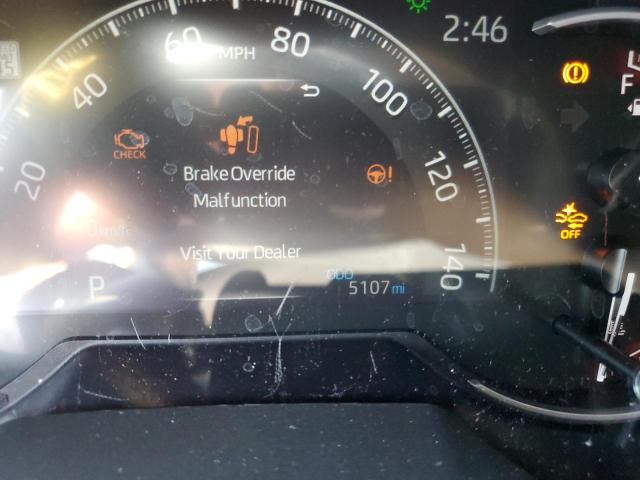 60
80
2:46
MPH
40
100
F
CHECK
Brake Override
20
120
Malfunction
OFF
Visit Your Dealer
ODO
140
P
5107 mi